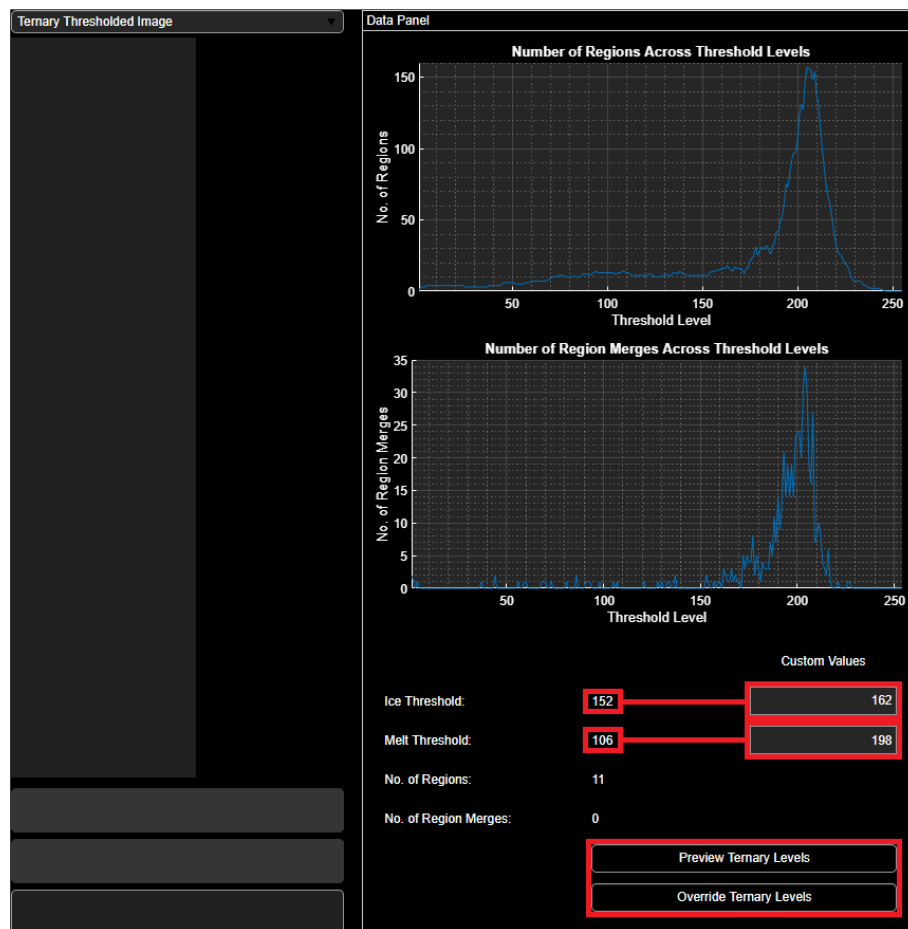 Ternary Thresholded Image
Data Panel
Number of Regions Across Threshold Levels
No. of Regions
150
100
50
0
50 100 150 200 250
Threshold Level
Number of Region Merges Across Threshold Levels
No. of Region Merges
35
30
25
20
15
10
5
0
50 100 150 200 250
Threshold Level
Custom Values
Ice Threshold: 152 162
Melt Threshold: 106 198
No. of Regions: 11
No. of Region Merges: 0
Preview Ternary Levels
Override Ternary Levels